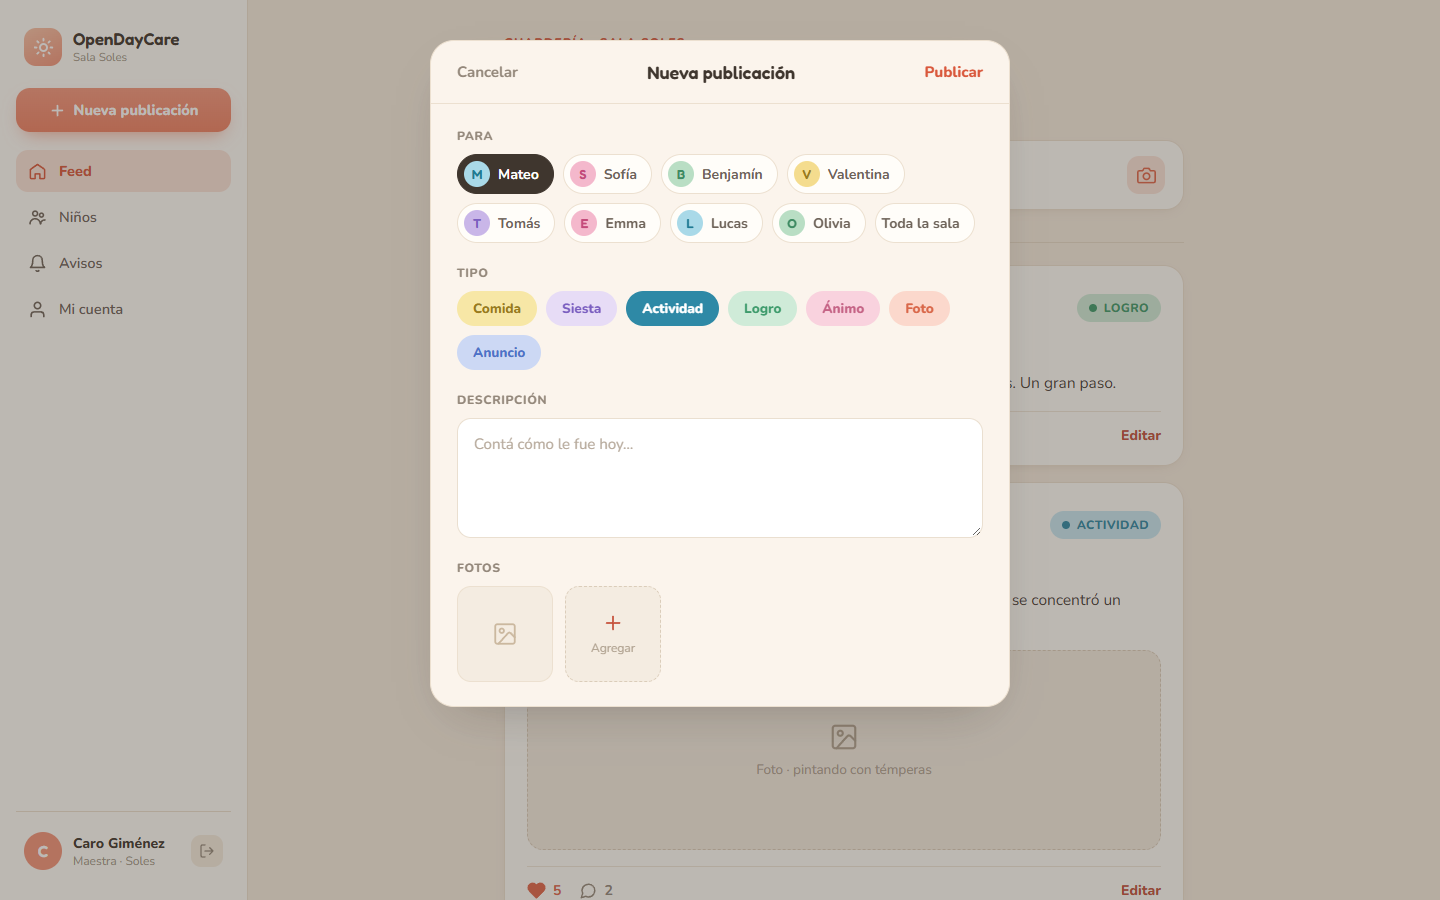 OpenDayCare
Sala Soles
Nueva publicación
Feed
Niños
Avisos
Mi cuenta
C
Caro Giménez
Maestra · Soles
Cancelar
Nueva publicación
Publicar
PARA
M Mateo
S Sofía
B Benjamín
V Valentina
T Tomás
E Emma
L Lucas
O Olivia
Toda la sala
TIPO
Comida
Siesta
Actividad
Logro
Ánimo
Foto
Anuncio
DESCRIPCIÓN
Contá cómo le fue hoy...
FOTOS
Agregar
LOGRO
s. Un gran paso.
Editar
ACTIVIDAD
se concentró un
Foto · pintando con témperas
5
2
Editar